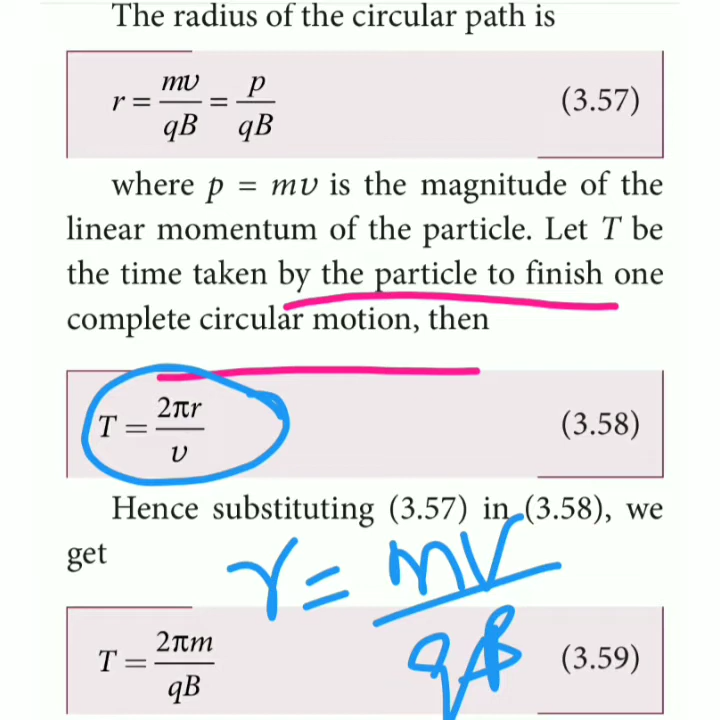 The radius of the circular path is
r = mv/qB = p/qB (3.57)
where p = mv is the magnitude of the
linear momentum of the particle. Let T be
the time taken by the particle to finish one
complete circular motion, then
T = 2πr/v (3.58)
Hence substituting (3.57) in (3.58), we
get
r = mv/qB
T = 2πm/qB (3.59)